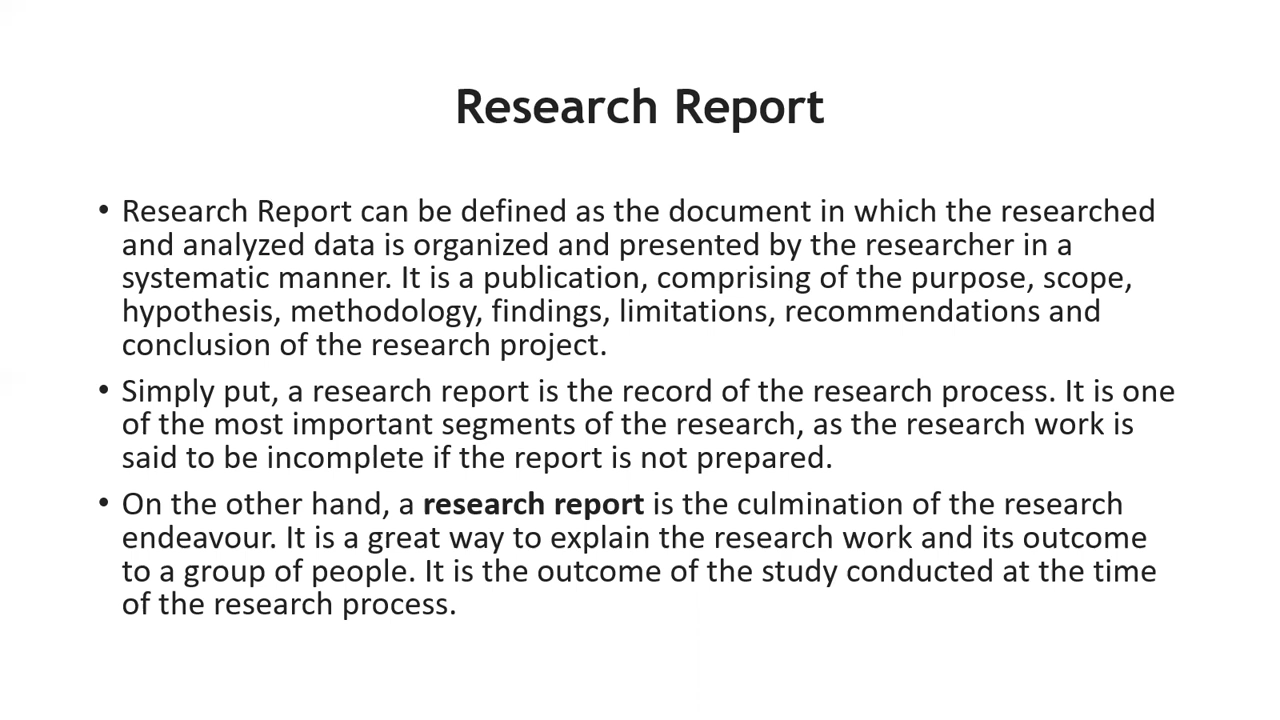 Research Report
• Research Report can be defined as the document in which the researched
and analyzed data is organized and presented by the researcher in a
systematic manner. It is a publication, comprising of the purpose, scope,
hypothesis, methodology, findings, limitations, recommendations and
conclusion of the research project.
• Simply put, a research report is the record of the research process. It is one
of the most important segments of the research, as the research work is
said to be incomplete if the report is not prepared.
• On the other hand, a research report is the culmination of the research
endeavour. It is a great way to explain the research work and its outcome
to a group of people. It is the outcome of the study conducted at the time
of the research process.